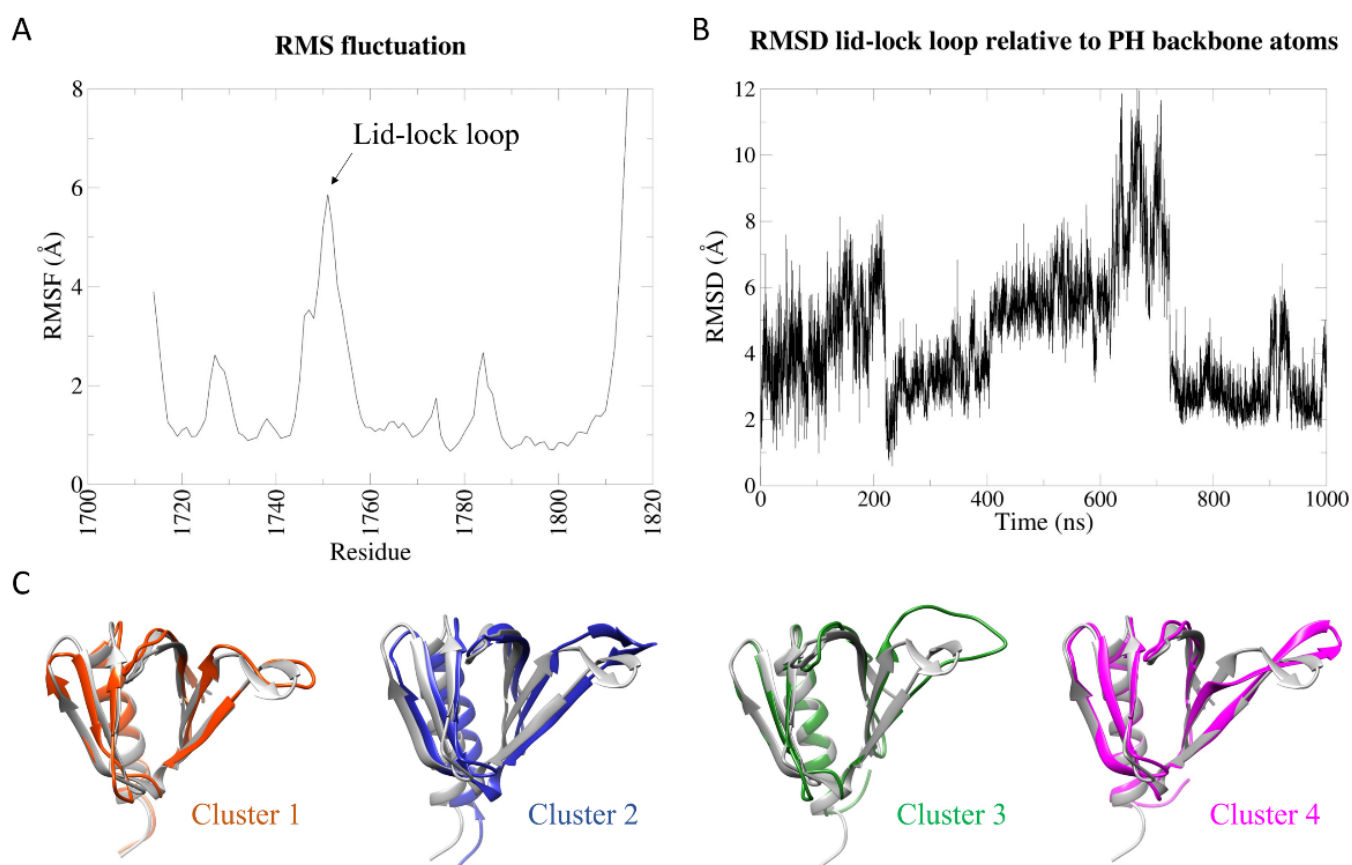 A
RMS fluctuation
8
6
4
2
0
RMSF (Å)
Lid-lock loop
1700
1720
1740
1760
1780
1800
1820
Residue
B
RMSD lid-lock loop relative to PH backbone atoms
12
10
8
6
4
2
0
RMSD (Å)
0
200
400
600
800
1000
Time (ns)
C
Cluster 1
Cluster 2
Cluster 3
Cluster 4